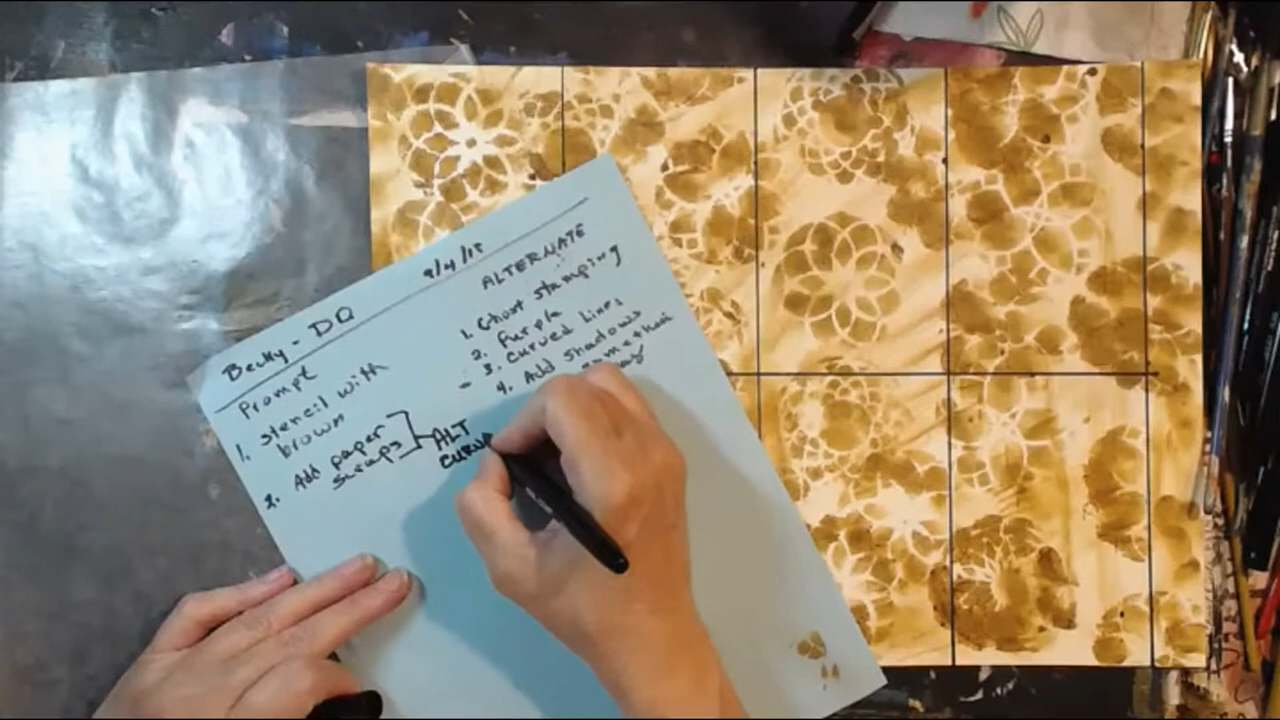 Becky - DQ 9/4/15
Prompt
1. stencil with
brown
2. Add paper
scraps
ALT
CURV
ALTERNATE
1. Ghost stamping
2. Purple
3. Curved Lines
4. Add shadows